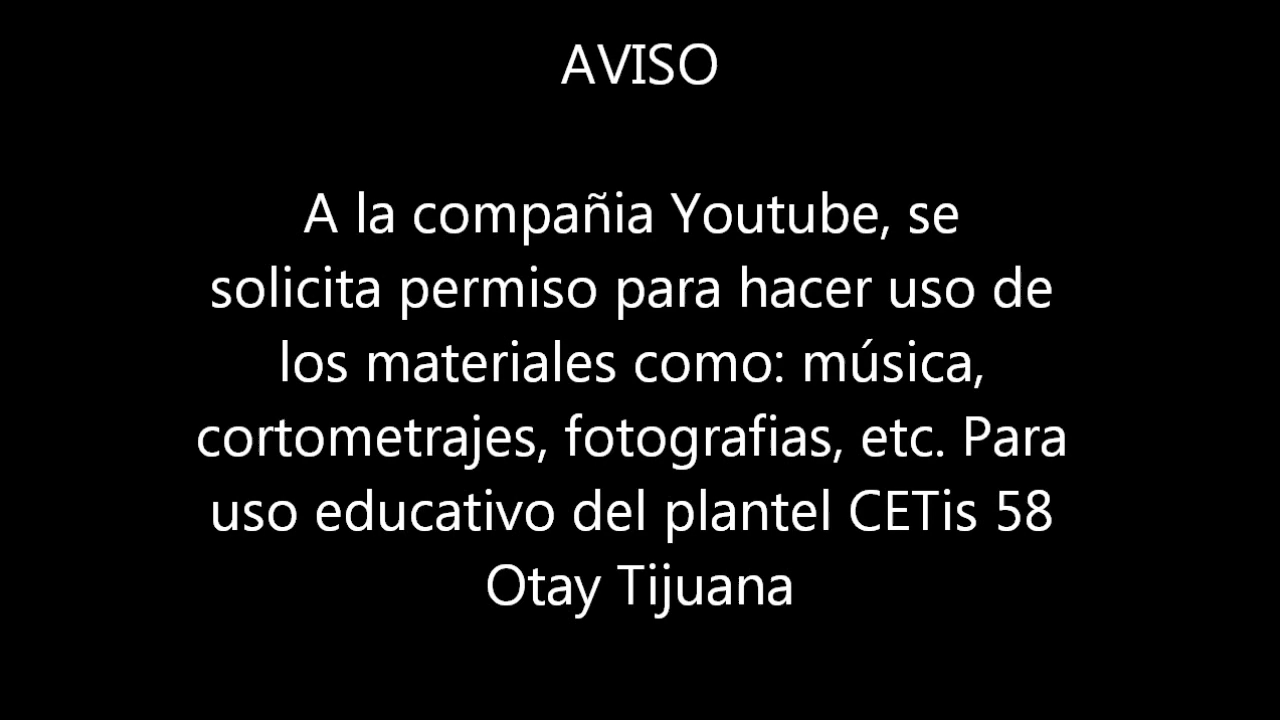 AVISO
A la compañia Youtube, se
solicita permiso para hacer uso de
los materiales como: música,
cortometrajes, fotografias, etc. Para
uso educativo del plantel CETis 58
Otay Tijuana